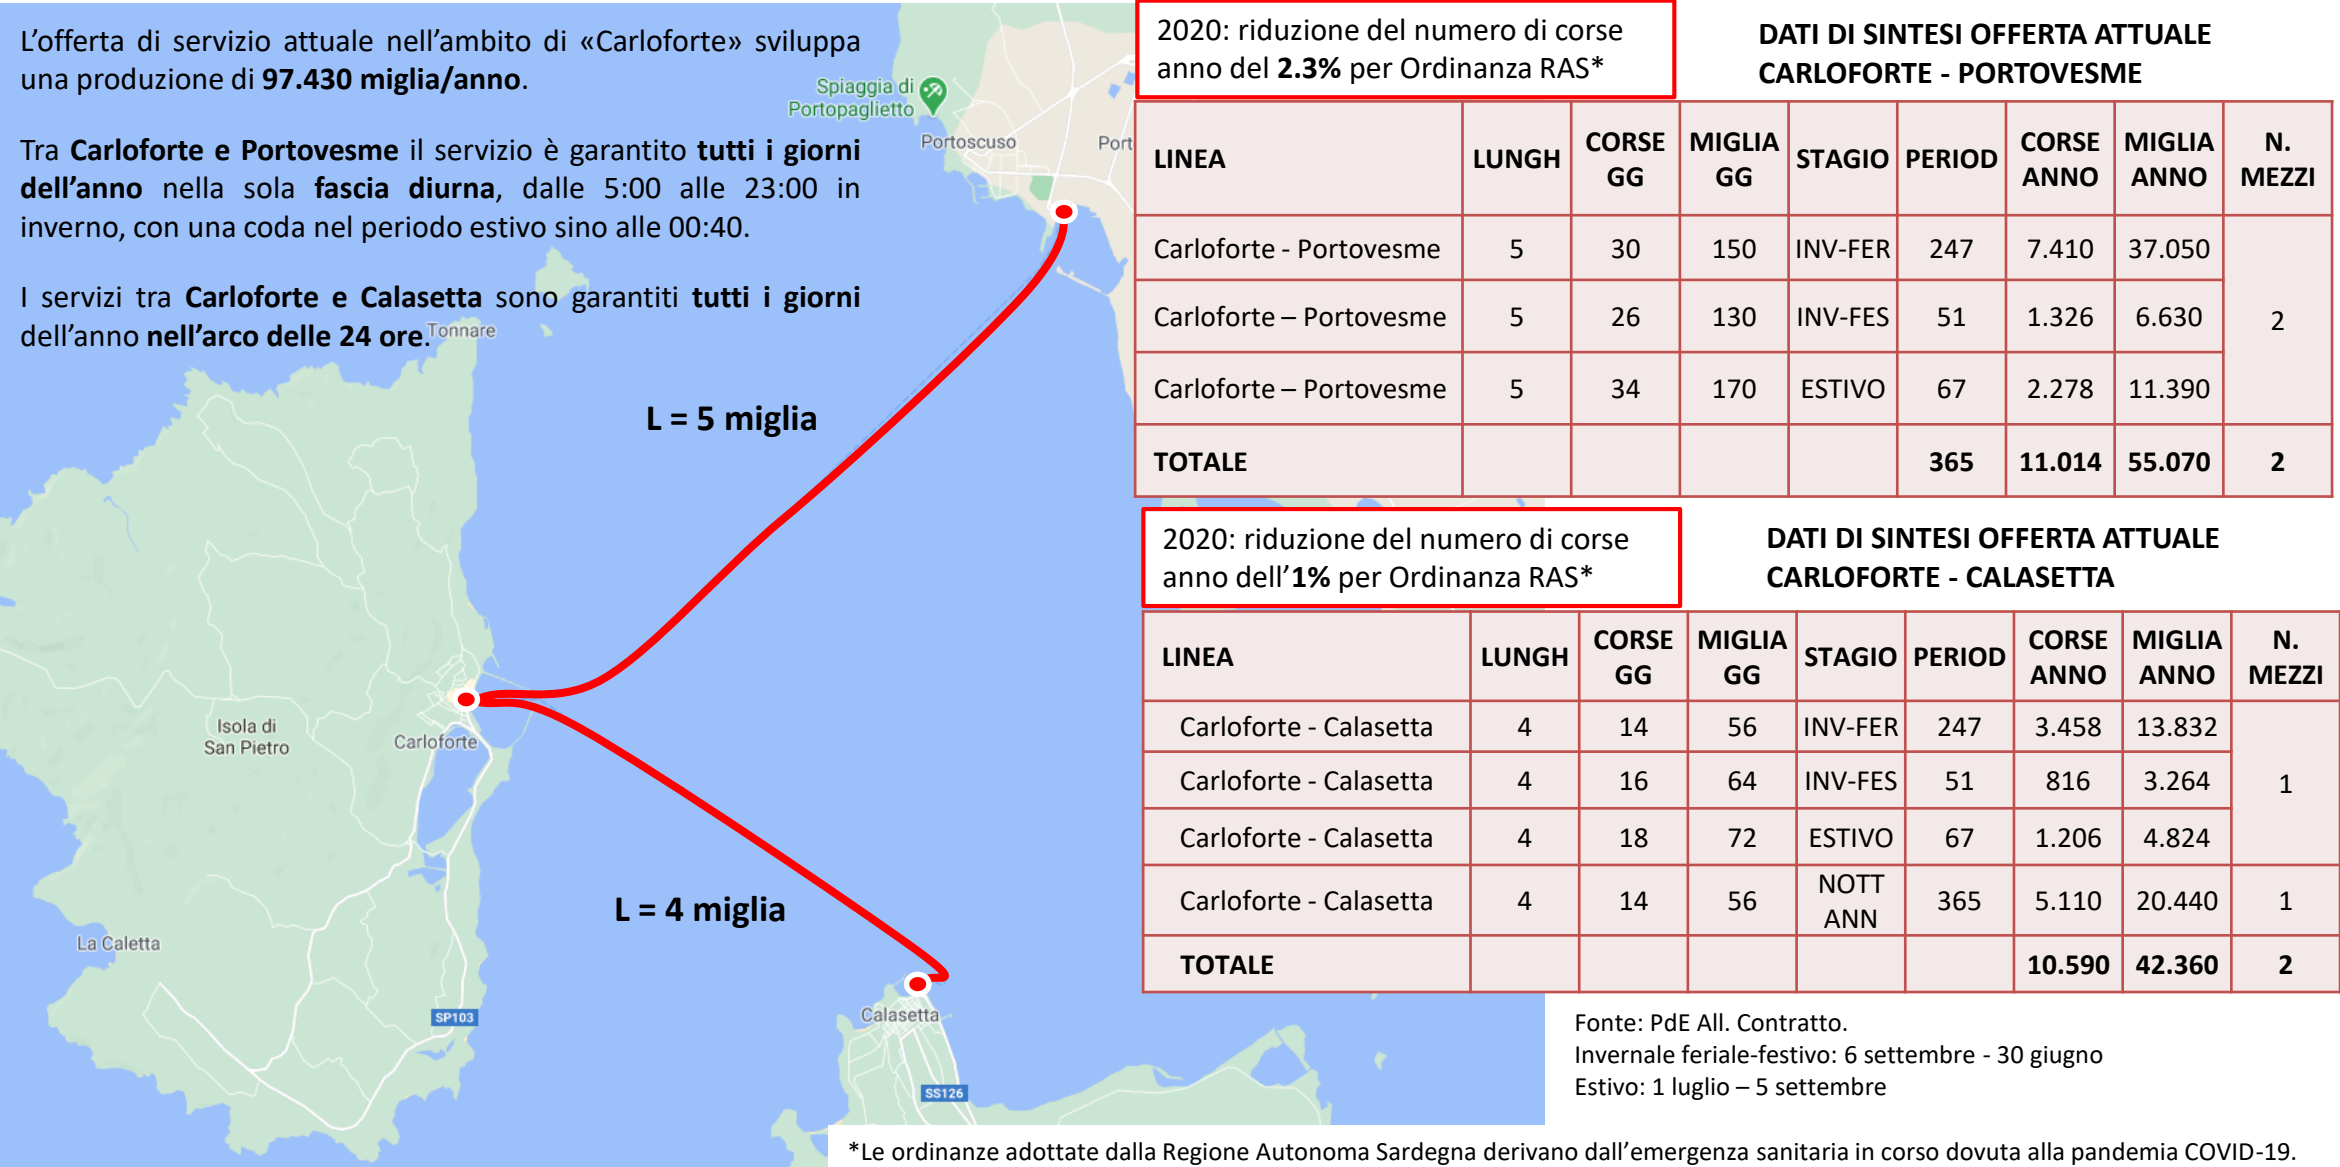 L’offerta di servizio attuale nell’ambito di «Carloforte» sviluppa
una produzione di 97.430 miglia/anno.
Tra Carloforte e Portovesme il servizio è garantito tutti i giorni
dell’anno nella sola fascia diurna, dalle 5:00 alle 23:00 in
inverno, con una coda nel periodo estivo sino alle 00:40.
I servizi tra Carloforte e Calasetta sono garantiti tutti i giorni
dell’anno nell’arco delle 24 ore.
Spiaggia di
Portopaglietto
Portoscuso
Port
Tonnare
L = 5 miglia
Isola di
San Pietro
Carloforte
L = 4 miglia
La Caletta
SP103
Calasetta
SS126
2020: riduzione del numero di corse
anno del 2.3% per Ordinanza RAS*
DATI DI SINTESI OFFERTA ATTUALE
CARLOFORTE - PORTOVESME
LINEA LUNGH CORSE GG MIGLIA GG STAGIO PERIOD CORSE ANNO MIGLIA ANNO N. MEZZI
Carloforte - Portovesme 5 30 150 INV-FER 247 7.410 37.050
Carloforte – Portovesme 5 26 130 INV-FES 51 1.326 6.630 2
Carloforte – Portovesme 5 34 170 ESTIVO 67 2.278 11.390
TOTALE 365 11.014 55.070 2
2020: riduzione del numero di corse
anno dell’1% per Ordinanza RAS*
DATI DI SINTESI OFFERTA ATTUALE
CARLOFORTE - CALASETTA
LINEA LUNGH CORSE GG MIGLIA GG STAGIO PERIOD CORSE ANNO MIGLIA ANNO N. MEZZI
Carloforte - Calasetta 4 14 56 INV-FER 247 3.458 13.832
Carloforte - Calasetta 4 16 64 INV-FES 51 816 3.264 1
Carloforte - Calasetta 4 18 72 ESTIVO 67 1.206 4.824
Carloforte - Calasetta 4 14 56 NOTT ANN 365 5.110 20.440 1
TOTALE 10.590 42.360 2
Fonte: PdE All. Contratto.
Invernale feriale-festivo: 6 settembre - 30 giugno
Estivo: 1 luglio – 5 settembre
*Le ordinanze adottate dalla Regione Autonoma Sardegna derivano dall’emergenza sanitaria in corso dovuta alla pandemia COVID-19.